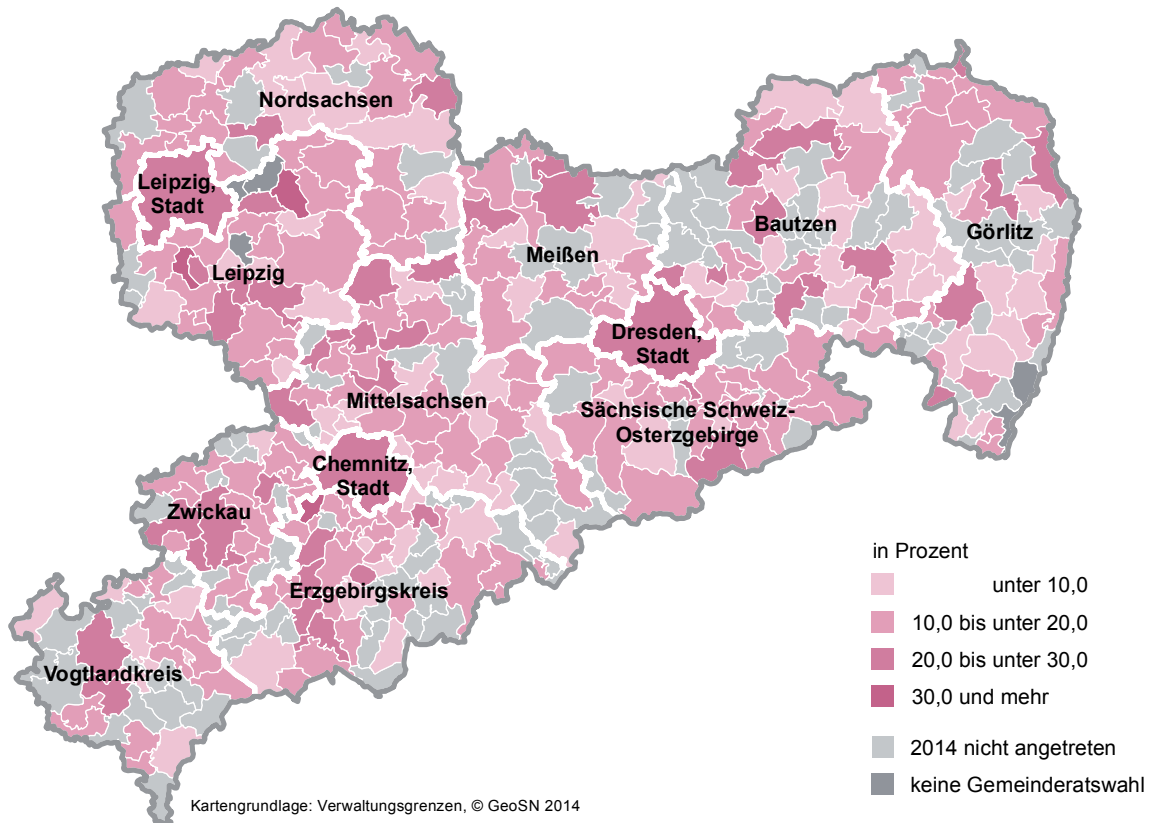 Nordsachsen
Leipzig,
Stadt
Leipzig
Meißen
Bautzen
Görlitz
Dresden,
Stadt
Mittelsachsen
Sächsische Schweiz-
Osterzgebirge
Chemnitz,
Stadt
Zwickau
Erzgebirgskreis
Vogtlandkreis
in Prozent
unter 10,0
10,0 bis unter 20,0
20,0 bis unter 30,0
30,0 und mehr
2014 nicht angetreten
keine Gemeinderatswahl
Kartengrundlage: Verwaltungsgrenzen, © GeoSN 2014